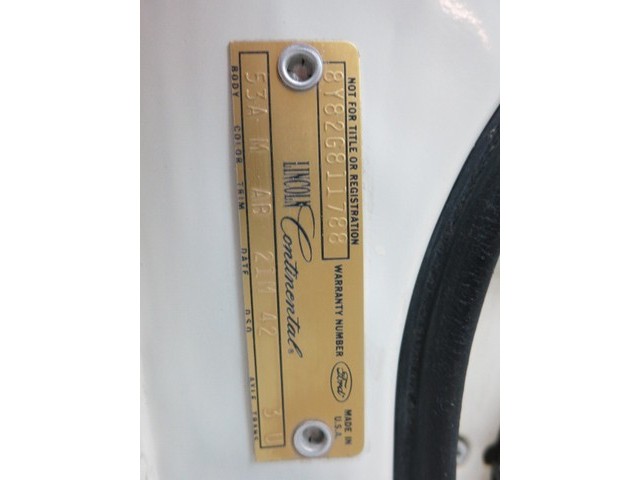 NOT FOR TITLE OR REGISTRATION
8Y82G811788 WARRANTY NUMBER
Ford
MADE IN
U.S.A.
LINCOLN Continental
53A M AB 21M 42 3 U
BODY COLOR TRIM DATE DSO AXLE TRANS.